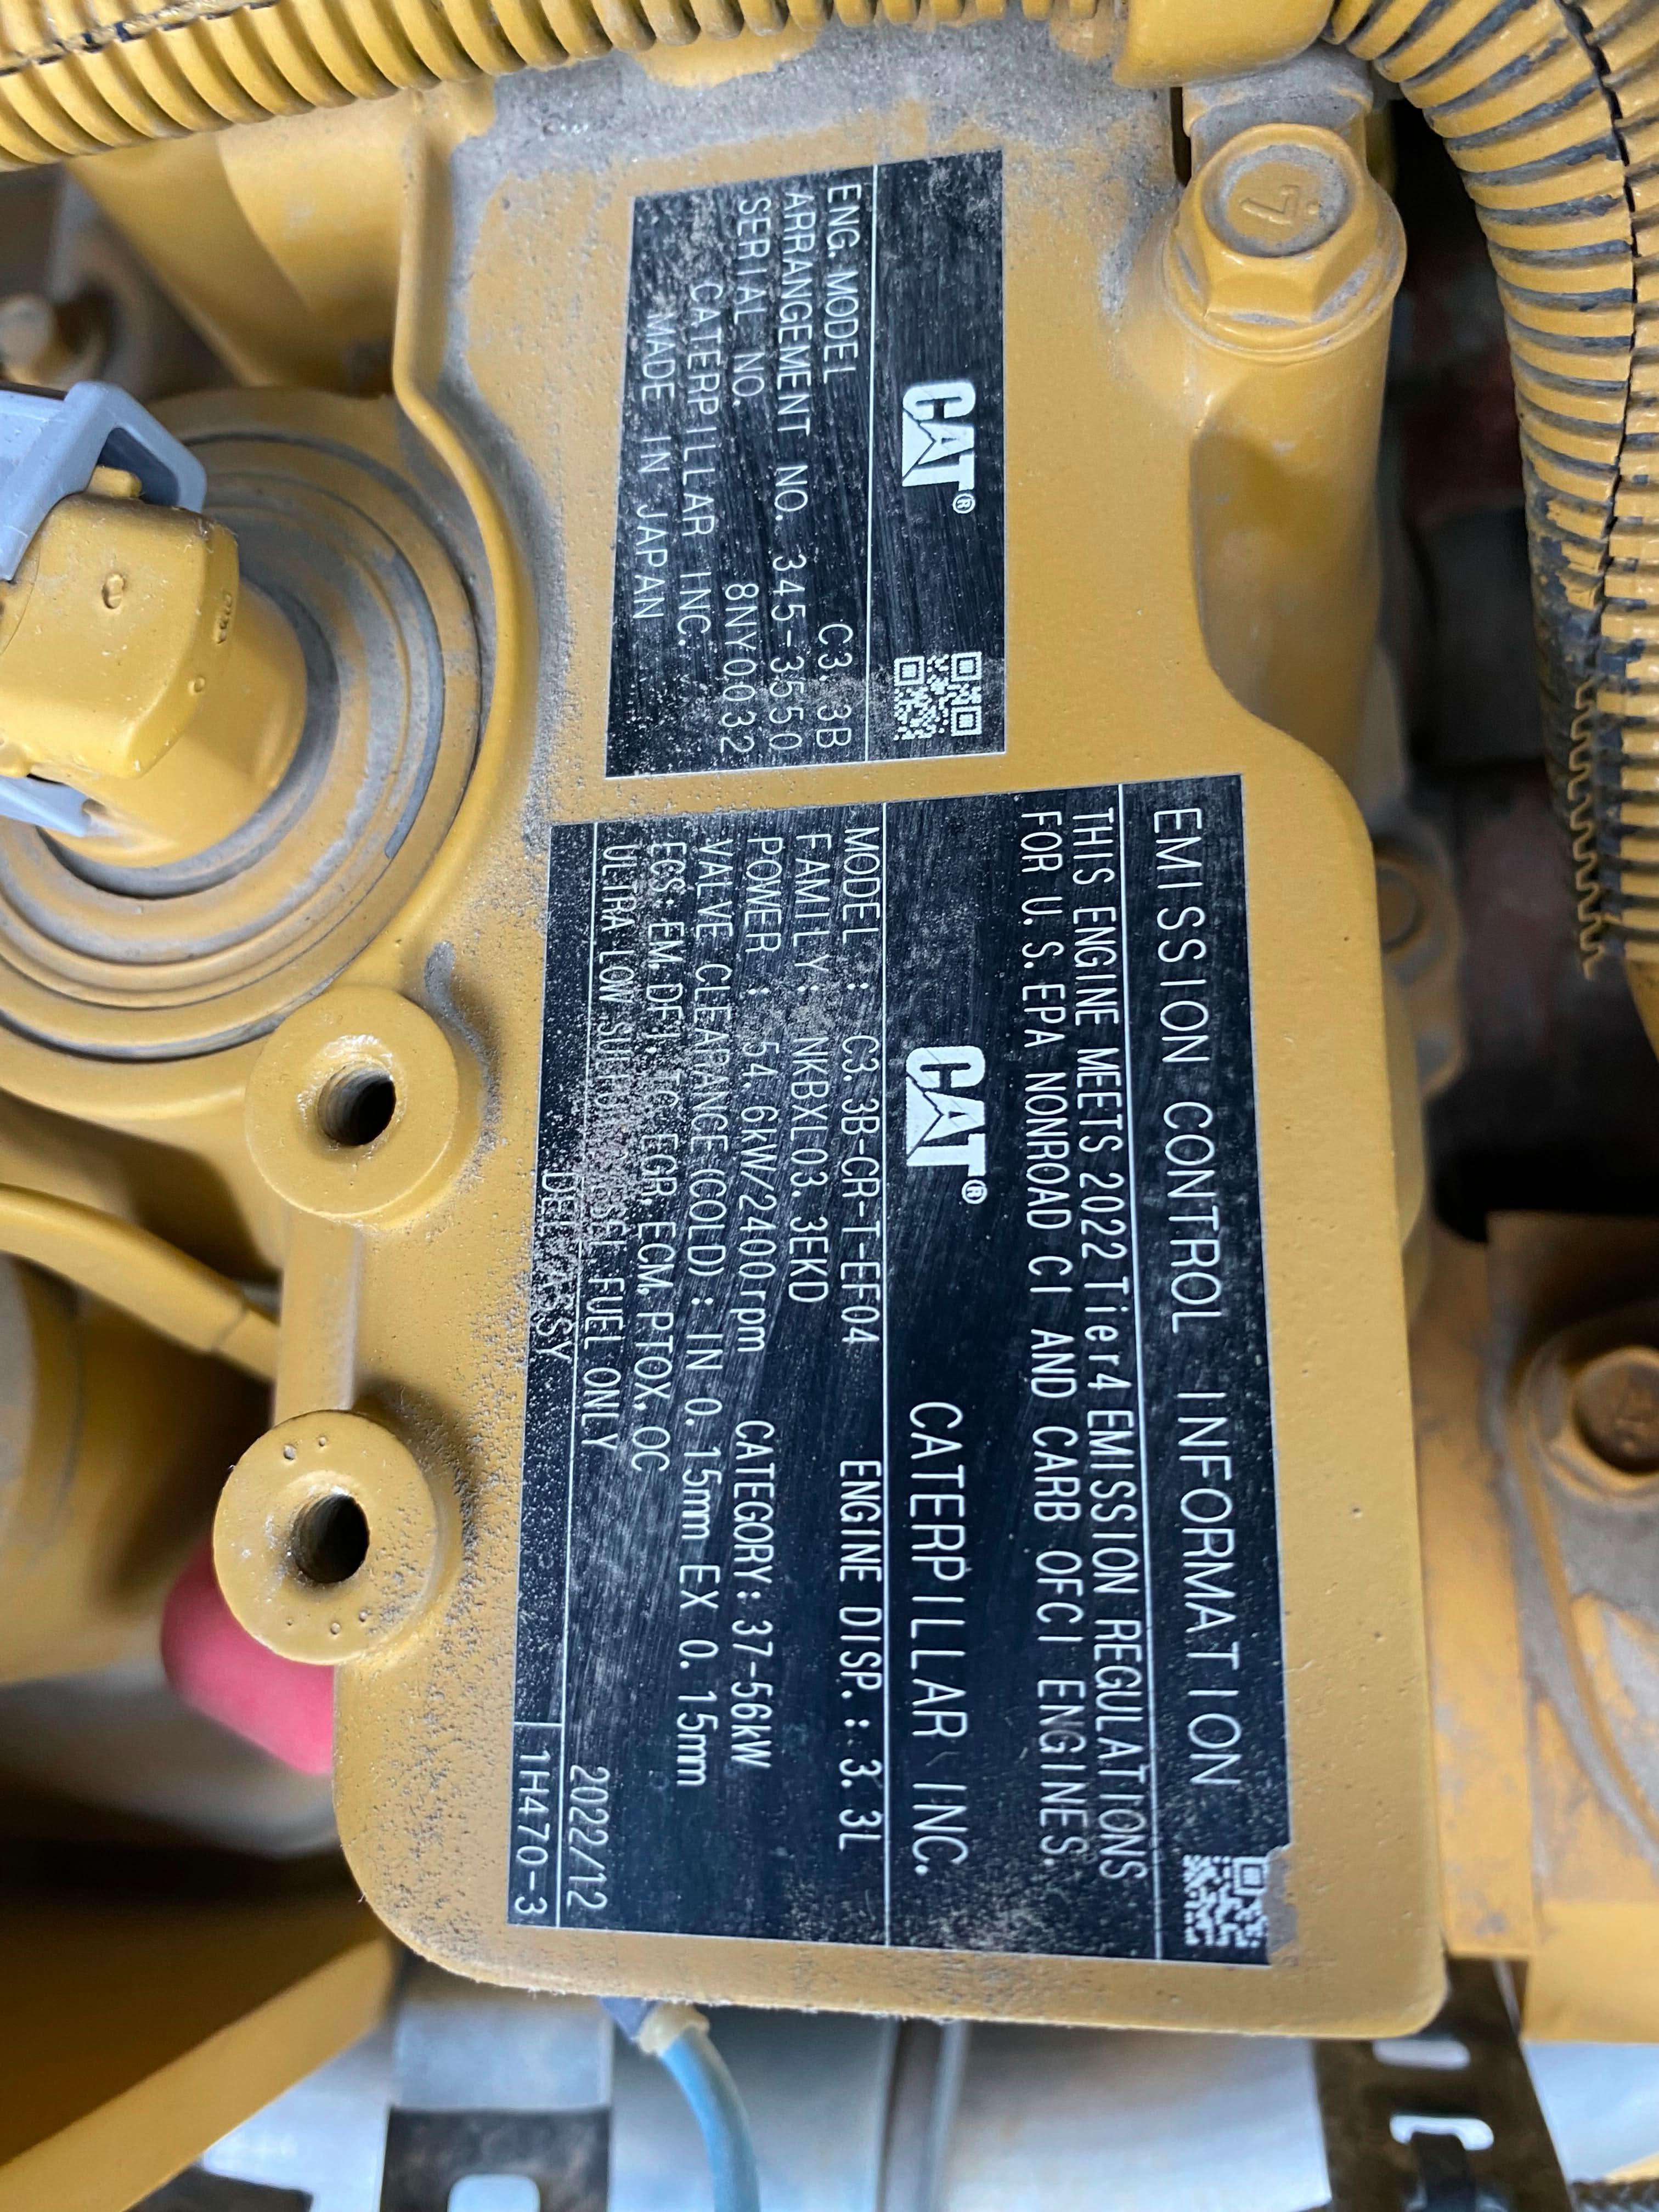 CAT®
ENG. MODEL C3.3B
ARRANGEMENT NO. 345-3550
SERIAL NO. 8NY00032
CATERPILLAR INC.
MADE IN JAPAN
EMISSION CONTROL INFORMATION
THIS ENGINE MEETS 2022 Tier4 EMISSION REGULATIONS
FOR U.S. EPA NONROAD CI AND CARB OFCI ENGINES.
CAT® CATERPILLAR INC.
MODEL : C3.3B-CR-T-EF04 ENGINE DISP. : 3.3L
FAMILY : NKBXL03.3EKD
POWER : 54.6kW/2400rpm CATEGORY: 37-56kW
VALVE CLEARANCE (COLD) : IN 0.15mm EX 0.15mm
ECS: EM, DFI, TC, EGR, ECM, PTOX, OC
ULTRA LOW SULFUR DIESEL FUEL ONLY 2022/12
1H470-3
7